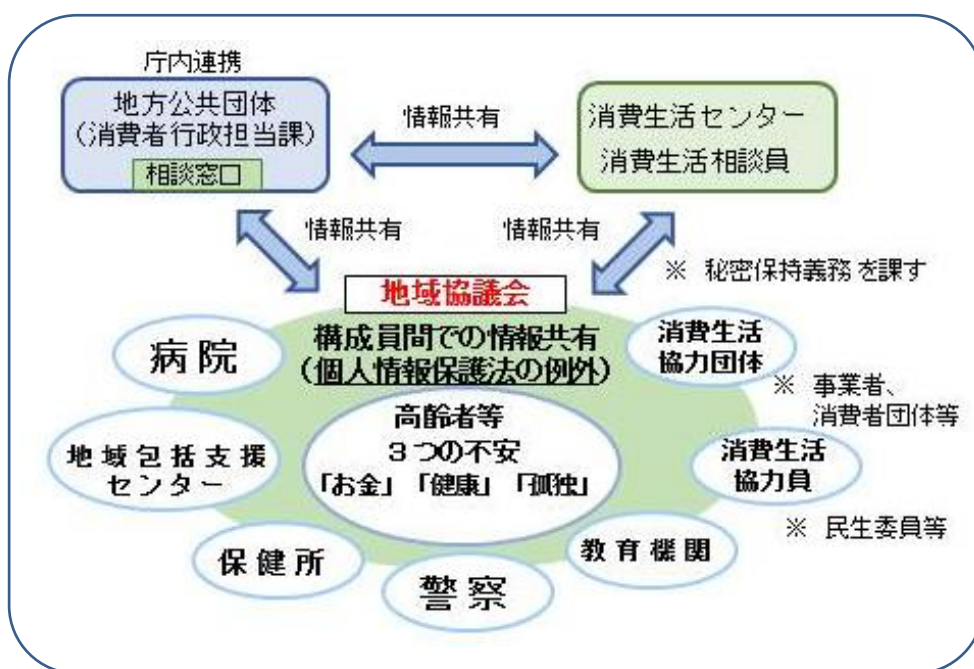 庁内連携
地方公共団体
(消費者行政担当課)
相談窓口
情報共有
消費生活センター
消費生活相談員
情報共有
情報共有
※ 秘密保持義務を課す
地域協議会
構成員間での情報共有
(個人情報保護法の例外)
病院
消費生活
協力団体
※ 事業者、
消費者団体等
高齢者等
3つの不安
「お金」「健康」「孤独」
地域包括支援
センター
消費生活
協力員
※ 民生委員等
保健所
教育機関
警察